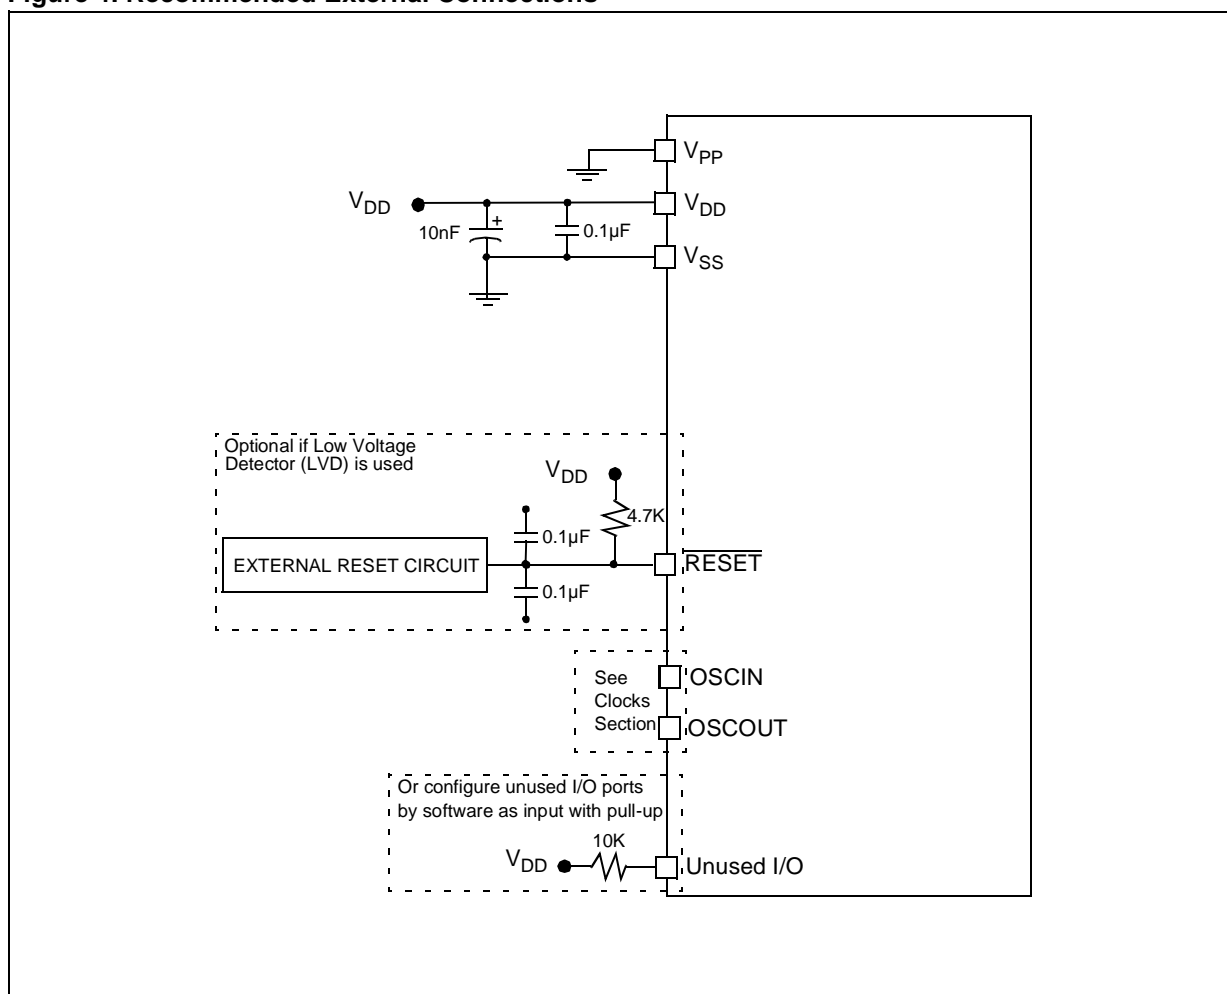 Figure 4. Recommended External Connections
VPP
VDD
VDD
10nF
+
0.1µF
VSS
Optional if Low Voltage
Detector (LVD) is used
VDD
4.7K
0.1µF
EXTERNAL RESET CIRCUIT
RESET
0.1µF
See
Clocks
Section
OSCIN
OSCOUT
Or configure unused I/O ports
by software as input with pull-up
10K
VDD
Unused I/O